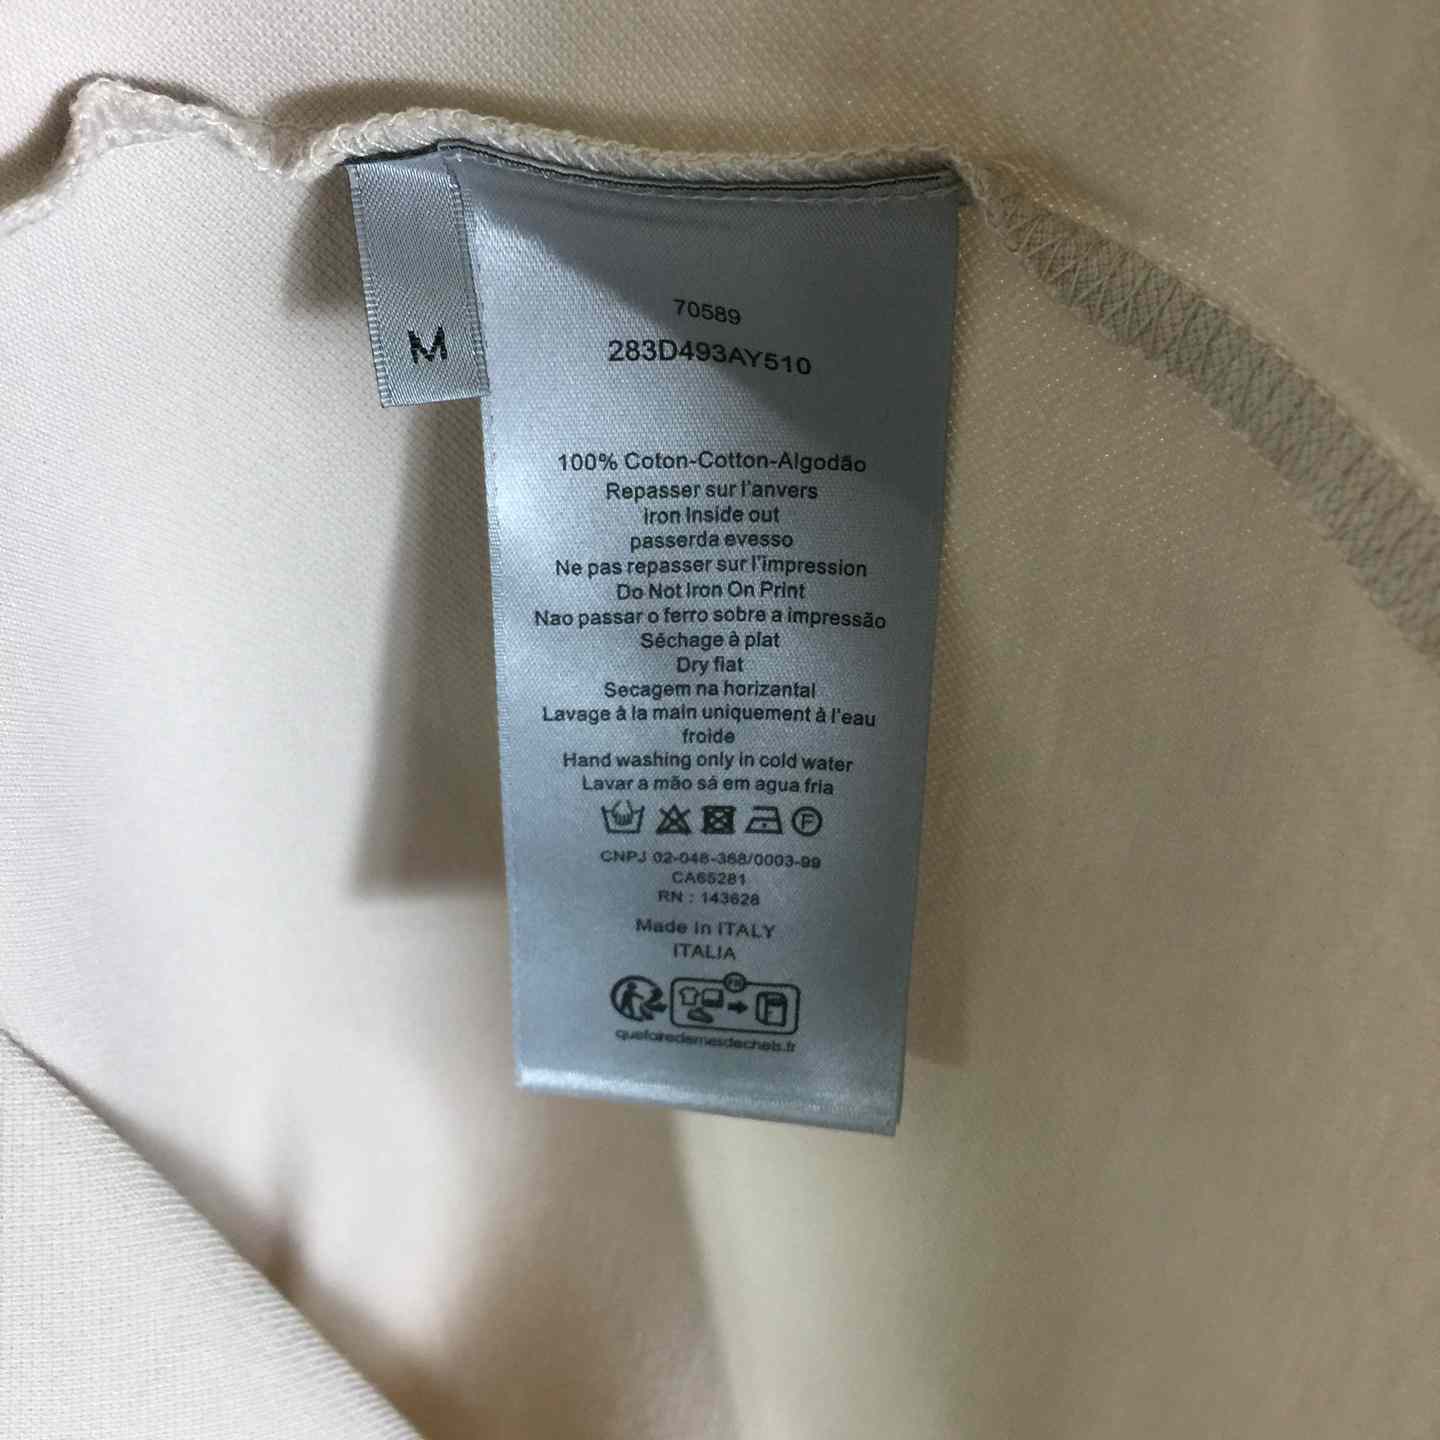 M
70589
283D493AY510
100% Coton-Cotton-Algodão
Repasser sur l'anvers
iron Inside out
passerda evesso
Ne pas repasser sur l'impression
Do Not Iron On Print
Nao passar o ferro sobre a impressão
Séchage à plat
Dry fiat
Secagem na horizantal
Lavage à la main uniquement à l'eau
froide
Hand washing only in cold water
Lavar a mão sá em agua fria
F
CNPJ 02-046-368/0003-99
CA65281
RN : 143628
Made In ITALY
ITALIA
FR
quefairedemesdechets.fr